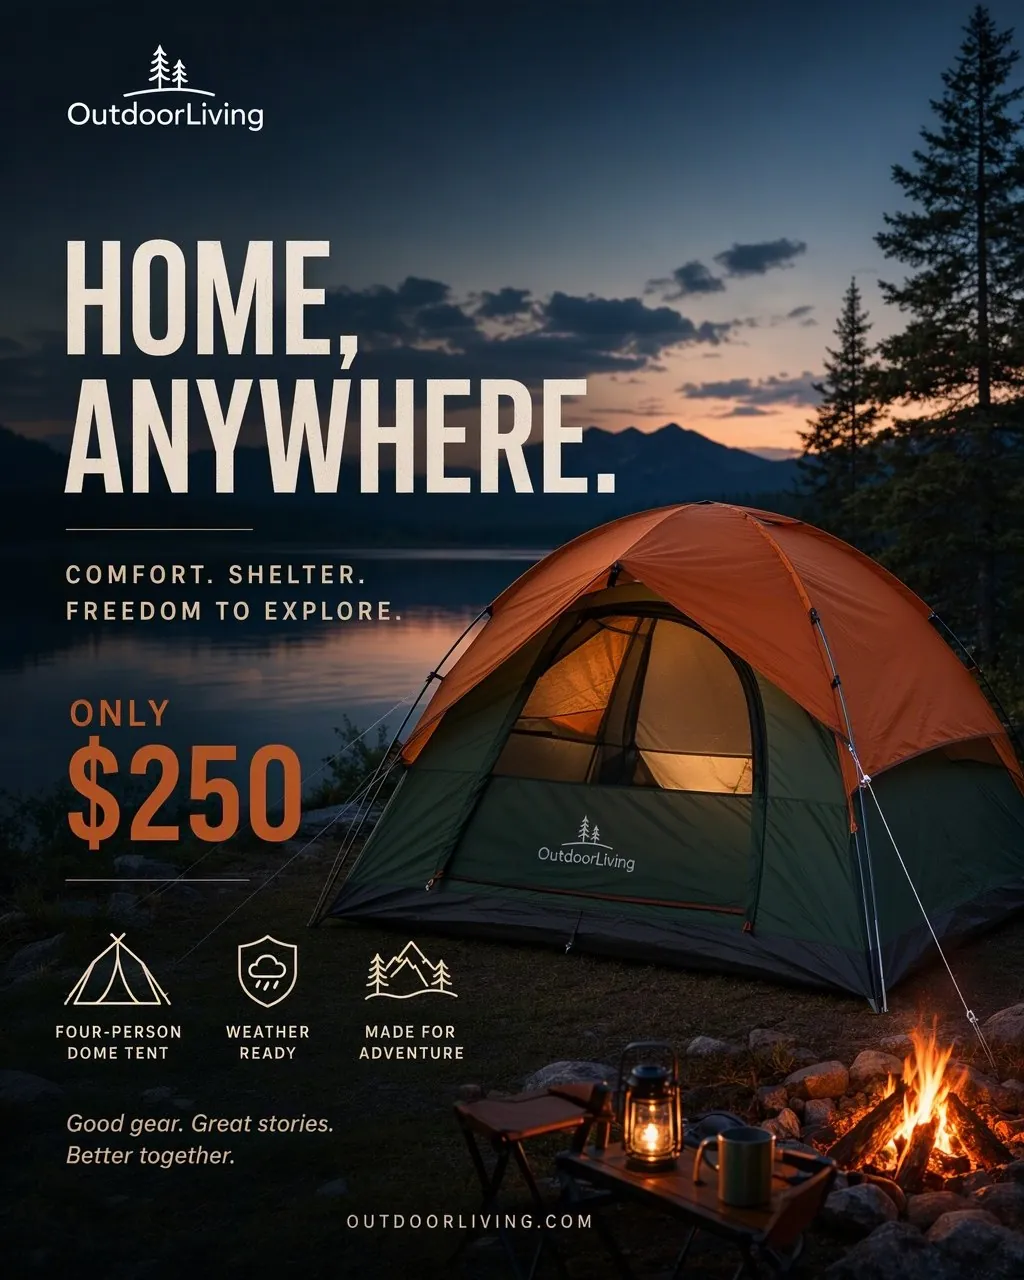 OutdoorLiving
HOME,
ANYWHERE.
COMFORT. SHELTER.
FREEDOM TO EXPLORE.
ONLY
$250
OutdoorLiving
FOUR-PERSON
DOME TENT
WEATHER
READY
MADE FOR
ADVENTURE
Good gear. Great stories.
Better together.
OUTDOORLIVING.COM